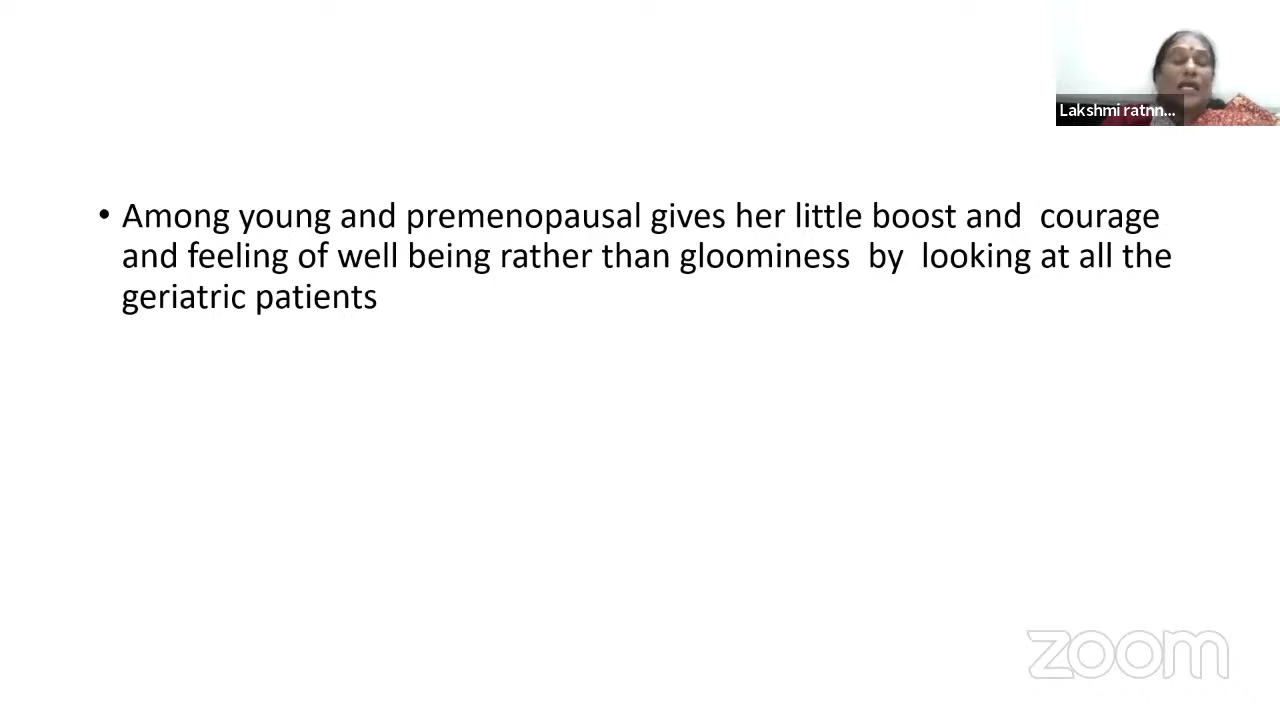 Lakshmi ratnn...
• Among young and premenopausal gives her little boost and  courage
and feeling of well being rather than gloominess  by  looking at all the
geriatric patients
zoom